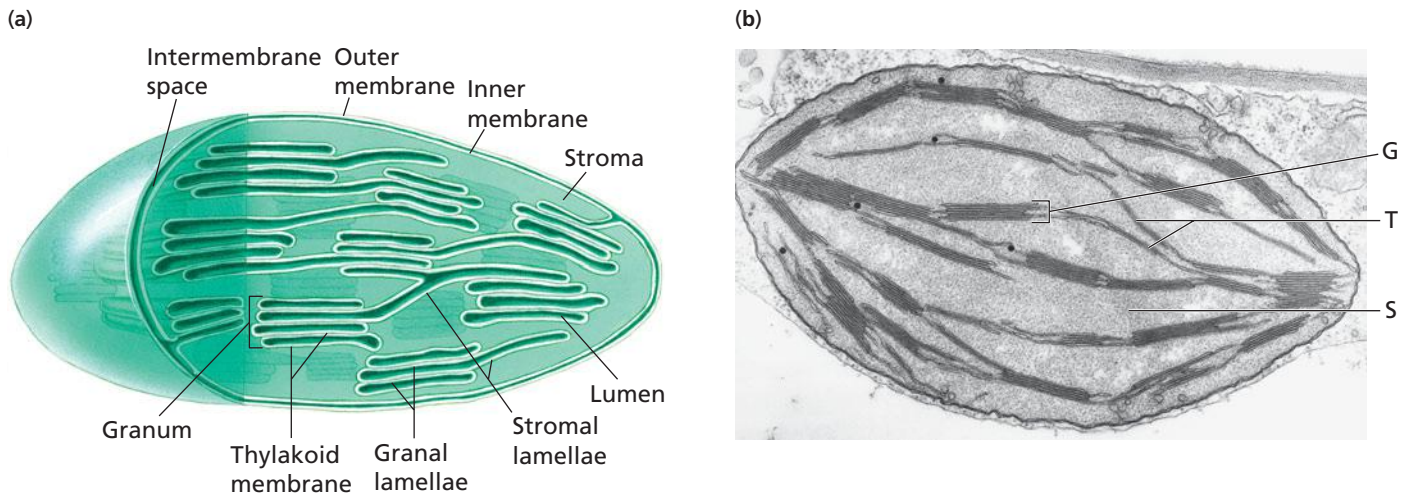 (a)
Intermembrane
space
Outer
membrane
Inner
membrane
Stroma
Lumen
Stromal
lamellae
Granal
lamellae
Thylakoid
membrane
Granum
(b)
G
T
S